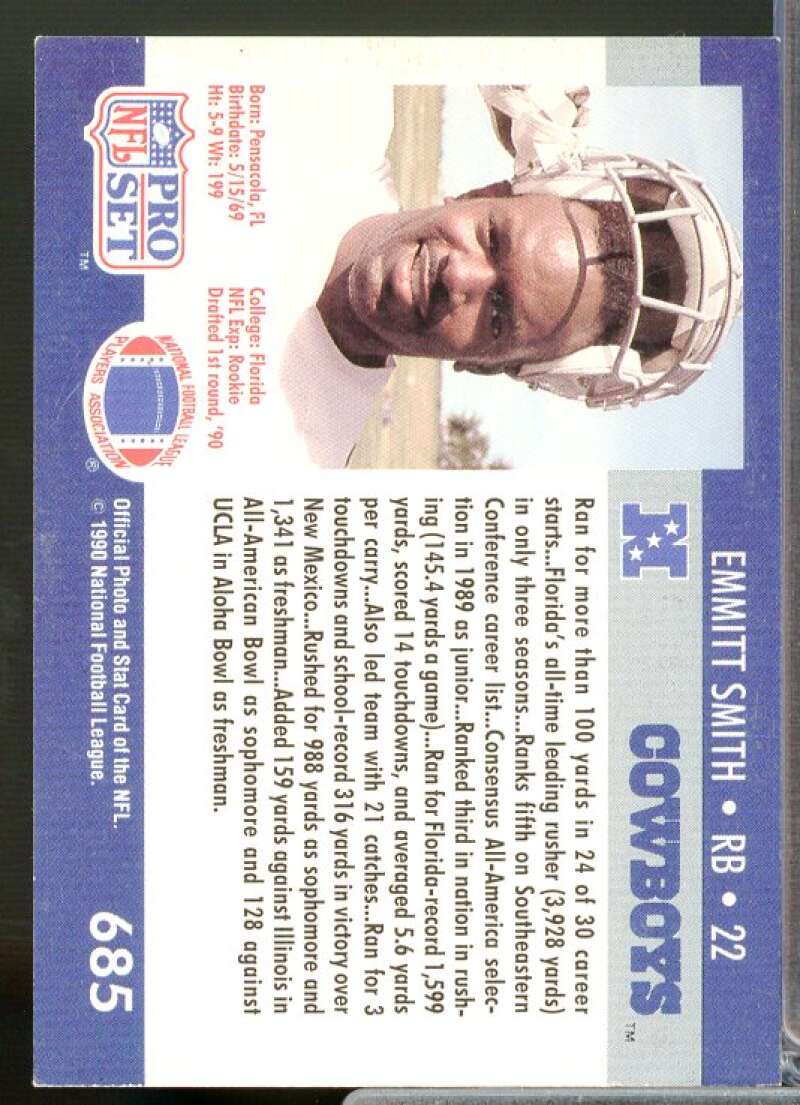 EMMITT SMITH • RB • 22
COWBOYS™
N
Ran for more than 100 yards in 24 of 30 career
starts...Florida's all-time leading rusher (3,928 yards)
in only three seasons...Ranks fifth on Southeastern
Conference career list...Consensus All-America selec-
tion in 1989 as junior...Ranked third in nation in rush-
ing (145.4 yards a game)...Ran for Florida-record 1,599
yards, scored 14 touchdowns, and averaged 5.6 yards
per carry...Also led team with 21 catches...Ran for 3
touchdowns and school-record 316 yards in victory over
New Mexico...Rushed for 988 yards as sophomore and
1,341 as freshman...Added 159 yards against Illinois in
All-American Bowl as sophomore and 128 against
UCLA in Aloha Bowl as freshman.
Born: Pensacola, FL
Birthdate: 5/15/69
Ht: 5-9 Wt: 199
College: Florida
NFL Exp: Rookie
Drafted 1st round, '90
NFL
PRO
SET
™
NATIONAL FOOTBALL LEAGUE
PLAYERS ASSOCIATION
®
Official Photo and Stat Card of the NFL.
© 1990 National Football League.
685